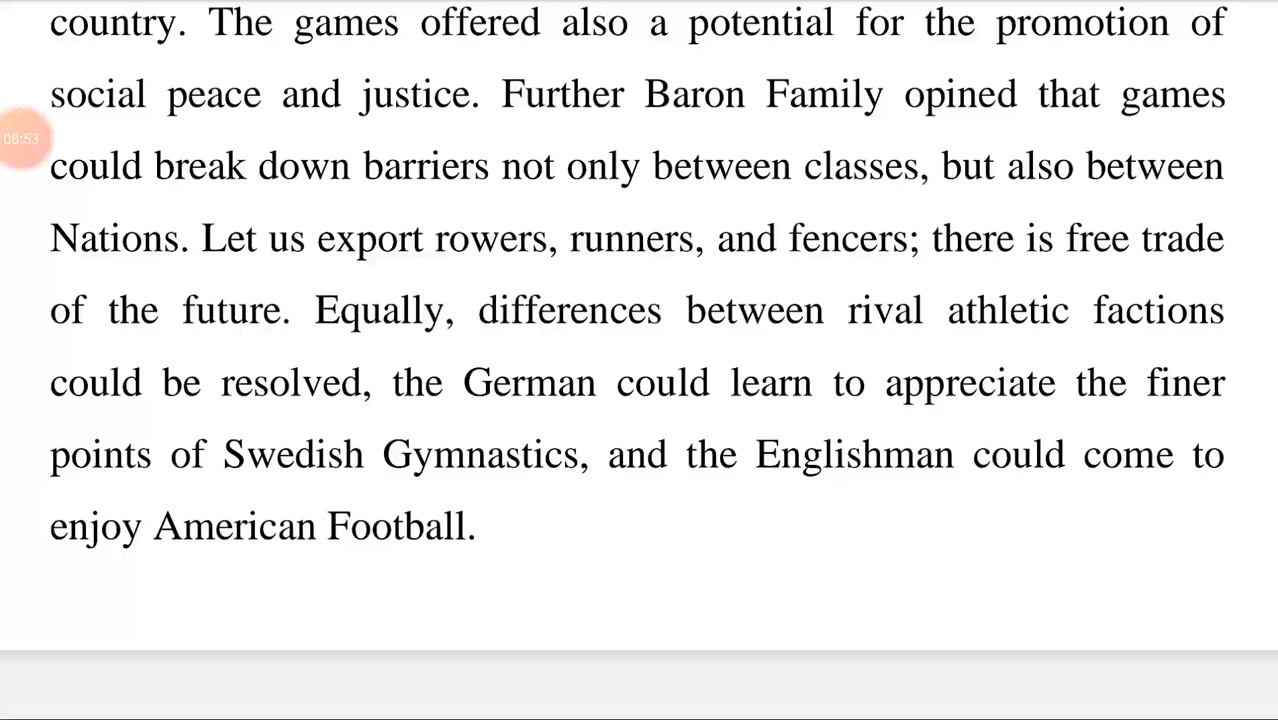 country. The games offered also a potential for the promotion of
social peace and justice. Further Baron Family opined that games
08:53
could break down barriers not only between classes, but also between
Nations. Let us export rowers, runners, and fencers; there is free trade
of the future. Equally, differences between rival athletic factions
could be resolved, the German could learn to appreciate the finer
points of Swedish Gymnastics, and the Englishman could come to
enjoy American Football.